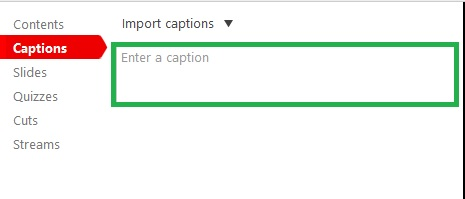 Contents
Captions
Slides
Quizzes
Cuts
Streams
Import captions
Enter a caption